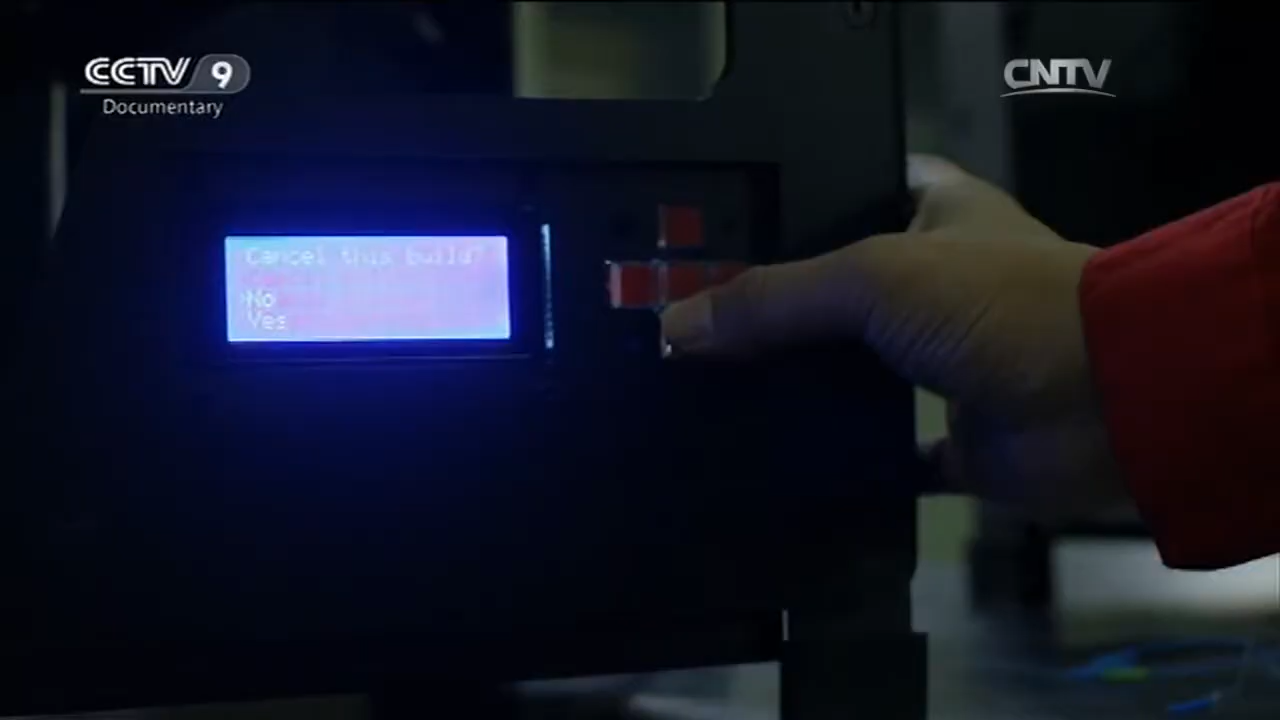 CCTV 9
Documentary
CNTV
Cancel this build?
No
Yes